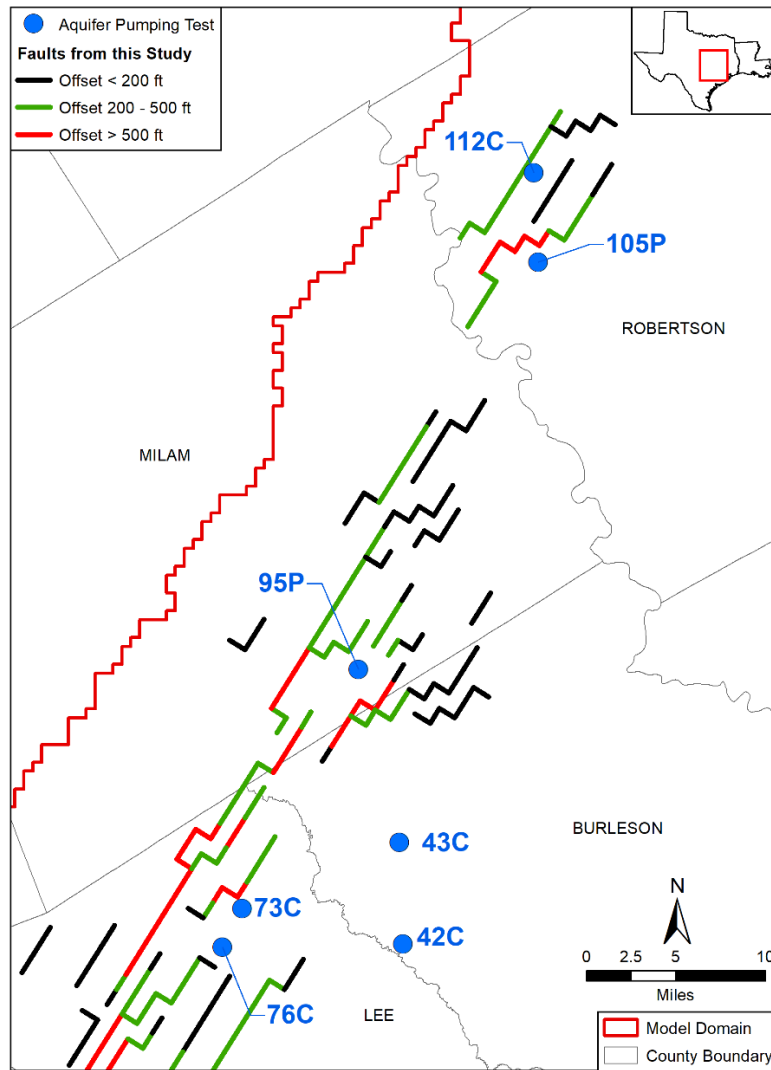 Aquifer Pumping Test
Faults from this Study
Offset < 200 ft
Offset 200 - 500 ft
Offset > 500 ft
112C
105P
ROBERTSON
MILAM
95P
BURLESON
43C
73C
42C
76C
LEE
N
0 2.5 5 10
Miles
Model Domain
County Boundary